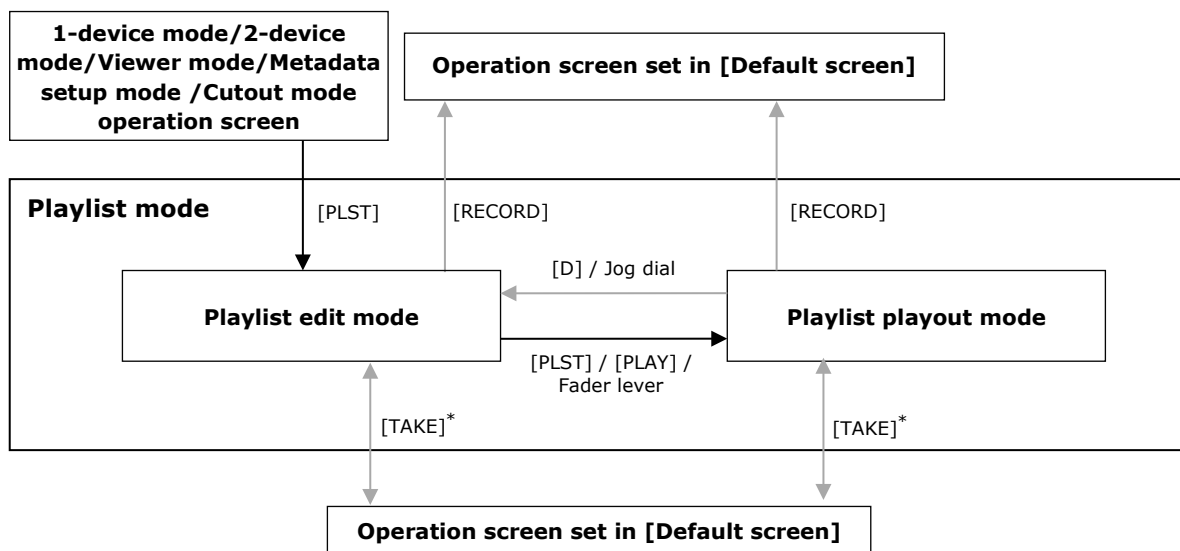 1-device mode/2-device
mode/Viewer mode/Metadata
setup mode /Cutout mode
operation screen
Operation screen set in [Default screen]
Playlist mode
[PLST]
[RECORD]
[RECORD]
[D] / Jog dial
Playlist edit mode
Playlist playout mode
[PLST] / [PLAY] /
Fader lever
[TAKE]*
[TAKE]*
Operation screen set in [Default screen]